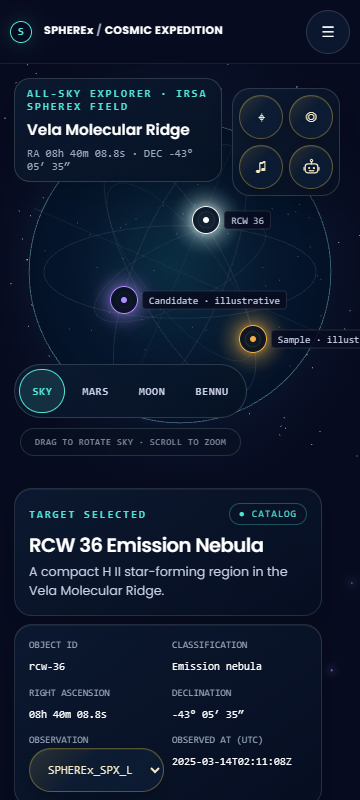 S SPHEREx / COSMIC EXPEDITION
ALL-SKY EXPLORER · IRSA
SPHEREX FIELD
Vela Molecular Ridge
RA 08h 40m 08.8s · DEC -43°
05′ 35″
RCW 36
Candidate · illustrative
Sample · illust
SKY MARS MOON BENNU
DRAG TO ROTATE SKY · SCROLL TO ZOOM
TARGET SELECTED
CATALOG
RCW 36 Emission Nebula
A compact H II star-forming region in the
Vela Molecular Ridge.
OBJECT ID CLASSIFICATION
rcw-36 Emission nebula
RIGHT ASCENSION DECLINATION
08h 40m 08.8s -43° 05′ 35″
OBSERVATION OBSERVED AT (UTC)
SPHEREx_SPX_L 2025-03-14T02:11:08Z